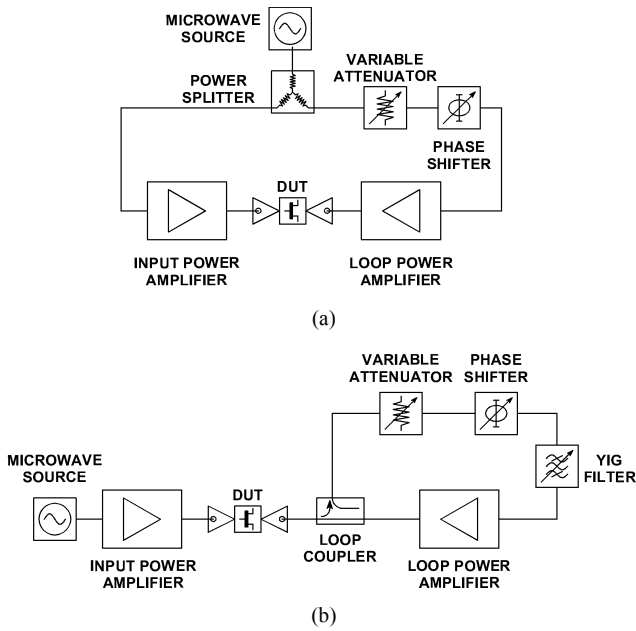 MICROWAVE
SOURCE
POWER
SPLITTER
VARIABLE
ATTENUATOR
PHASE
SHIFTER
DUT
INPUT POWER
AMPLIFIER
LOOP POWER
AMPLIFIER
(a)
VARIABLE
ATTENUATOR
PHASE
SHIFTER
MICROWAVE
SOURCE
YIG
FILTER
DUT
INPUT POWER
AMPLIFIER
LOOP
COUPLER
LOOP POWER
AMPLIFIER
(b)